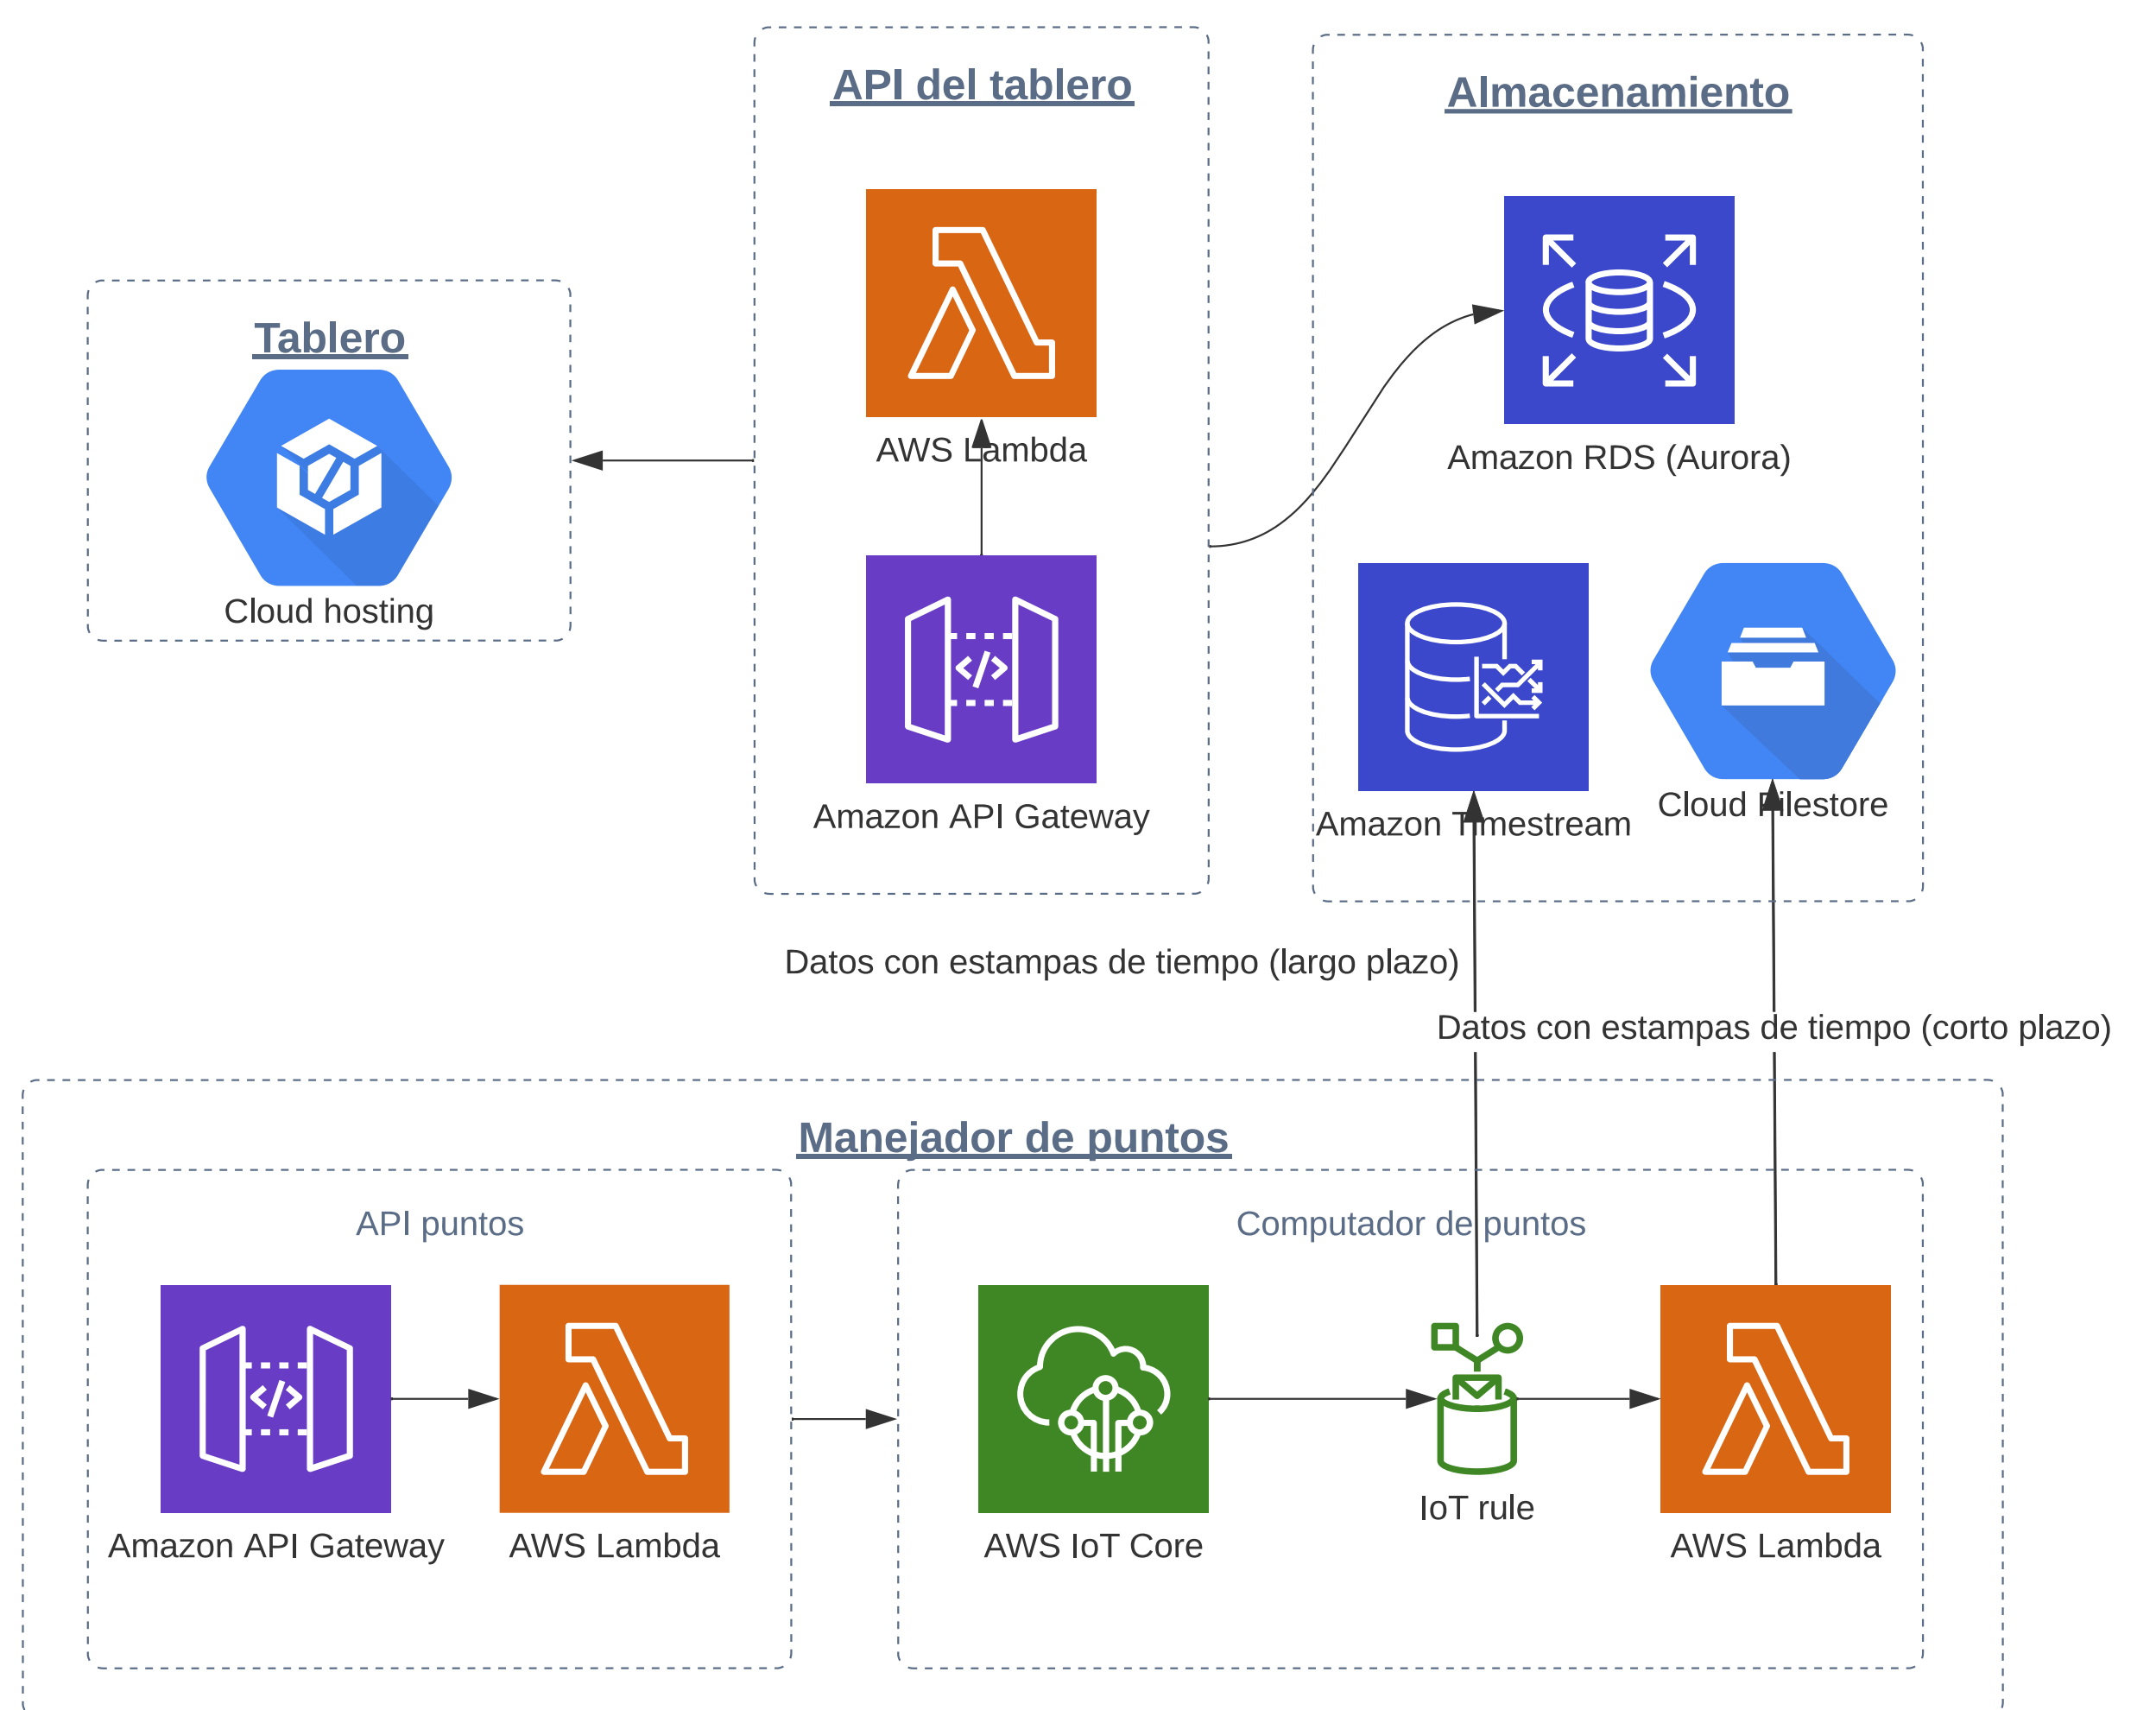 API del tablero
Almacenamiento
Tablero
AWS Lambda
Amazon RDS (Aurora)
Cloud hosting
Amazon API Gateway
Amazon Timestream
Cloud Filestore
Datos con estampas de tiempo (largo plazo)
Datos con estampas de tiempo (corto plazo)
Manejador de puntos
API puntos
Computador de puntos
Amazon API Gateway
AWS Lambda
AWS IoT Core
IoT rule
AWS Lambda